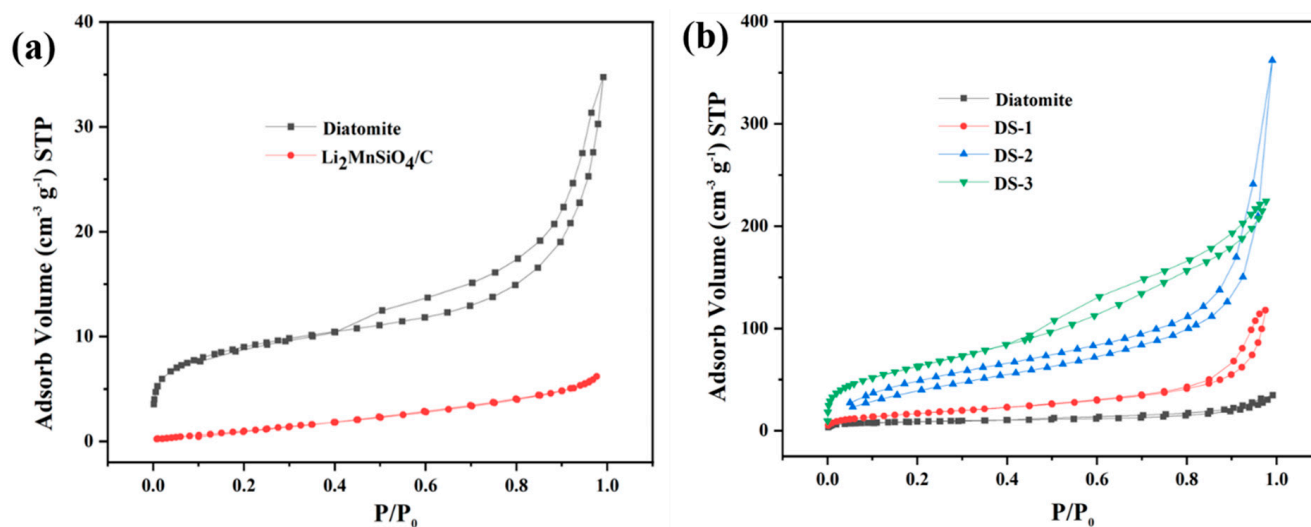 (a)
40
30
20
10
0
Adsorb Volume (cm⁻³ g⁻¹) STP
Diatomite
Li₂MnSiO₄/C
0.0 0.2 0.4 0.6 0.8 1.0
P/P₀
(b)
400
300
200
100
0
Adsorb Volume (cm⁻³ g⁻¹) STP
Diatomite
DS-1
DS-2
DS-3
0.0 0.2 0.4 0.6 0.8 1.0
P/P₀